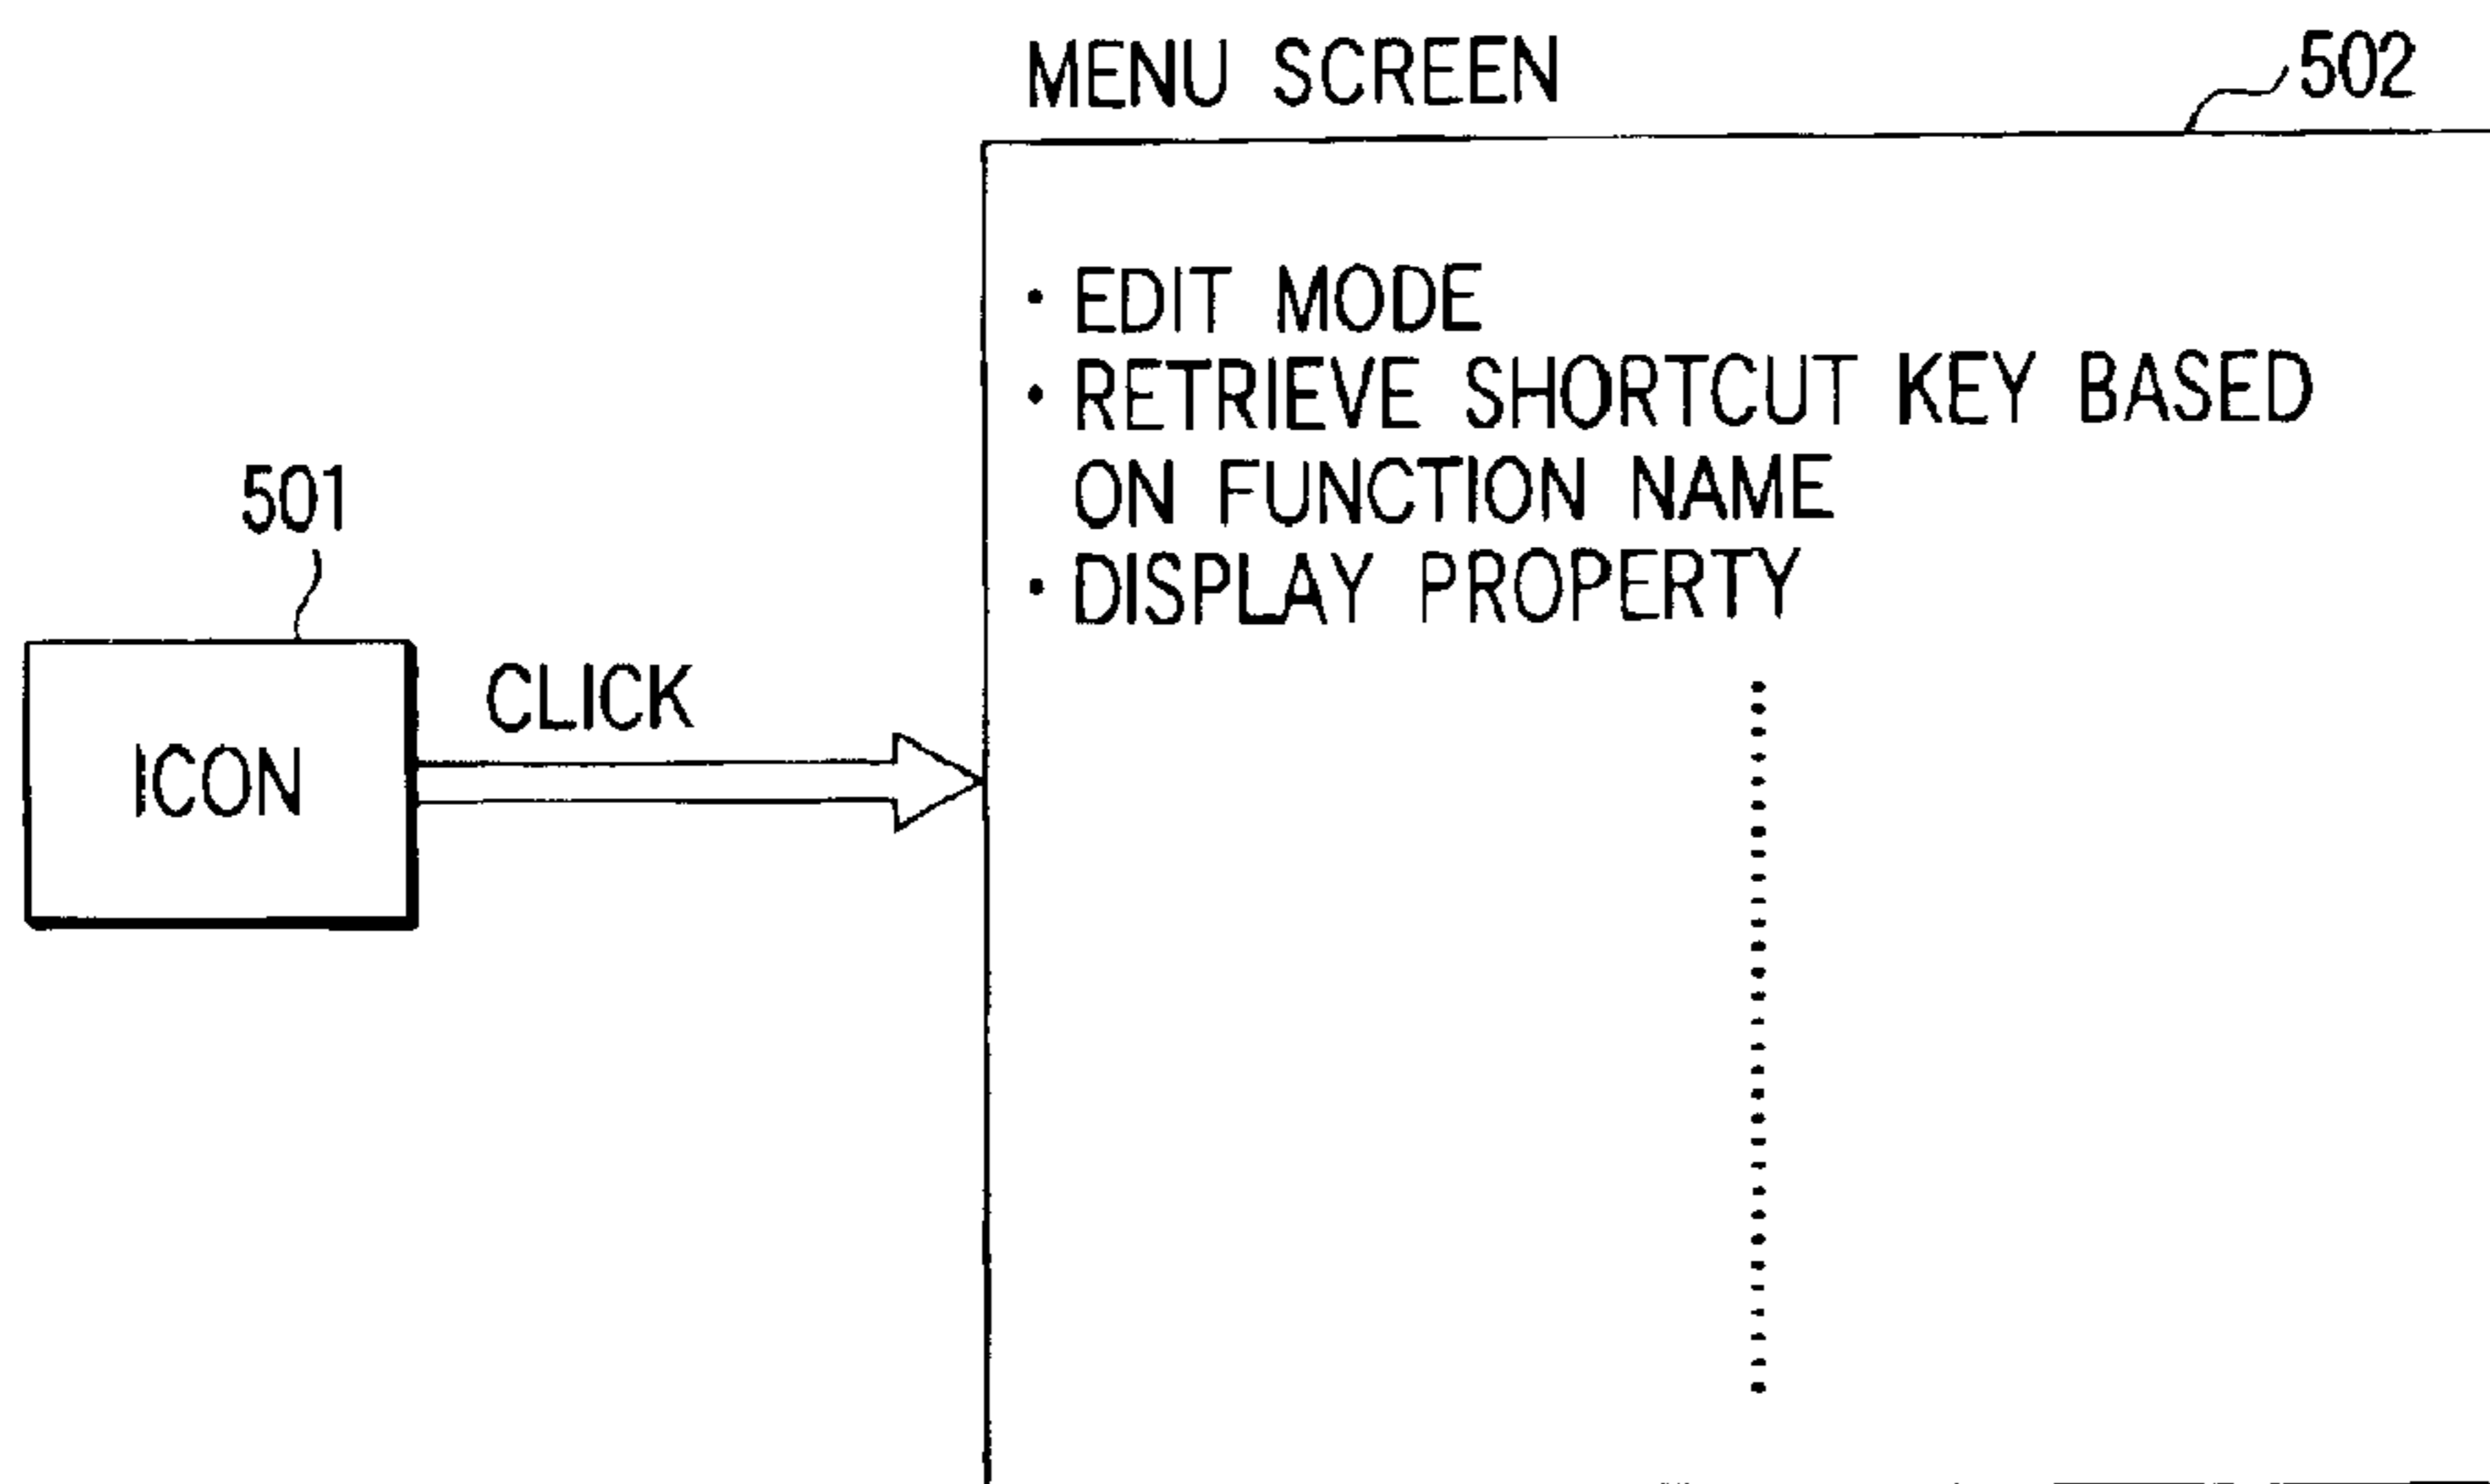 MENU SCREEN
502
• EDIT MODE
• RETRIEVE SHORTCUT KEY BASED
ON FUNCTION NAME
• DISPLAY PROPERTY
501
CLICK
ICON